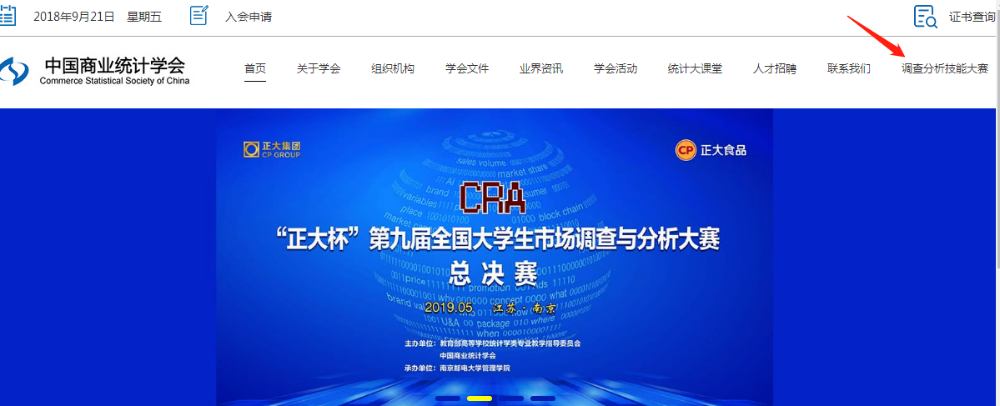 2018年9月21日 星期五 入会申请 证书查询
中国商业统计学会
Commerce Statistical Society of China
首页 关于学会 组织机构 学会文件 业界资讯 学会活动 统计大课堂 人才招聘 联系我们 调查分析技能大赛
正大集团
CP GROUP
CP 正大食品
CRA
“正大杯”第九届全国大学生市场调查与分析大赛
总决赛
2019.05 江苏·南京
主办单位：教育部高等学校统计学类专业教学指导委员会
中国商业统计学会
承办单位：南京邮电大学管理学院
sales volume
market share
AI
brand
variables
place
block chain
price
promotion
Ads
why
concept
what
U&A
package
where
when